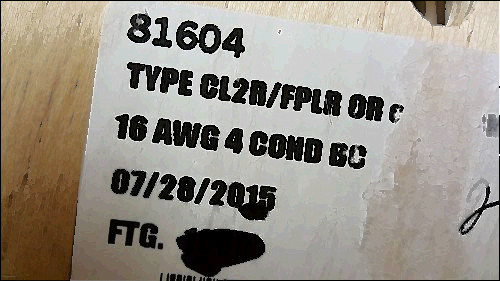 81604
TYPE CL2R/FPLR OR
16 AWG 4 COND BC
07/28/2015
FTG.